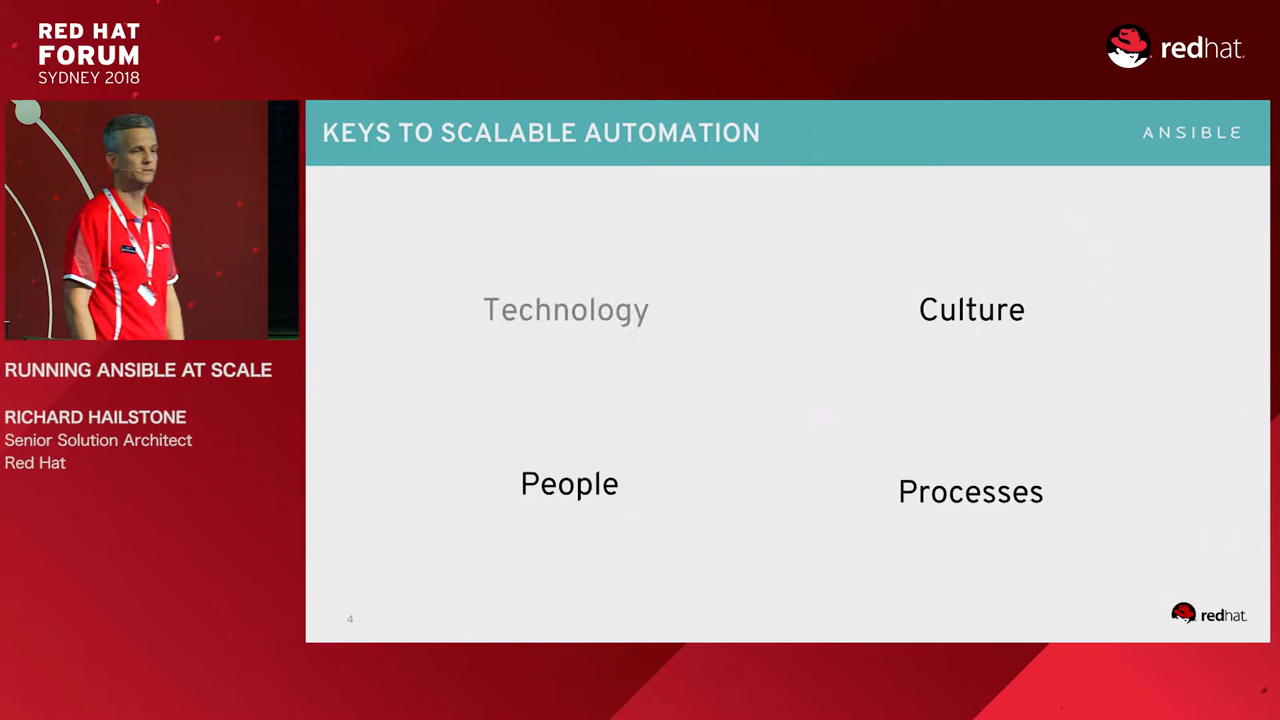 RED HAT
FORUM
SYDNEY 2018
redhat.
RUNNING ANSIBLE AT SCALE
RICHARD HAILSTONE
Senior Solution Architect
Red Hat
KEYS TO SCALABLE AUTOMATION
ANSIBLE
Technology
Culture
People
Processes
4
redhat.